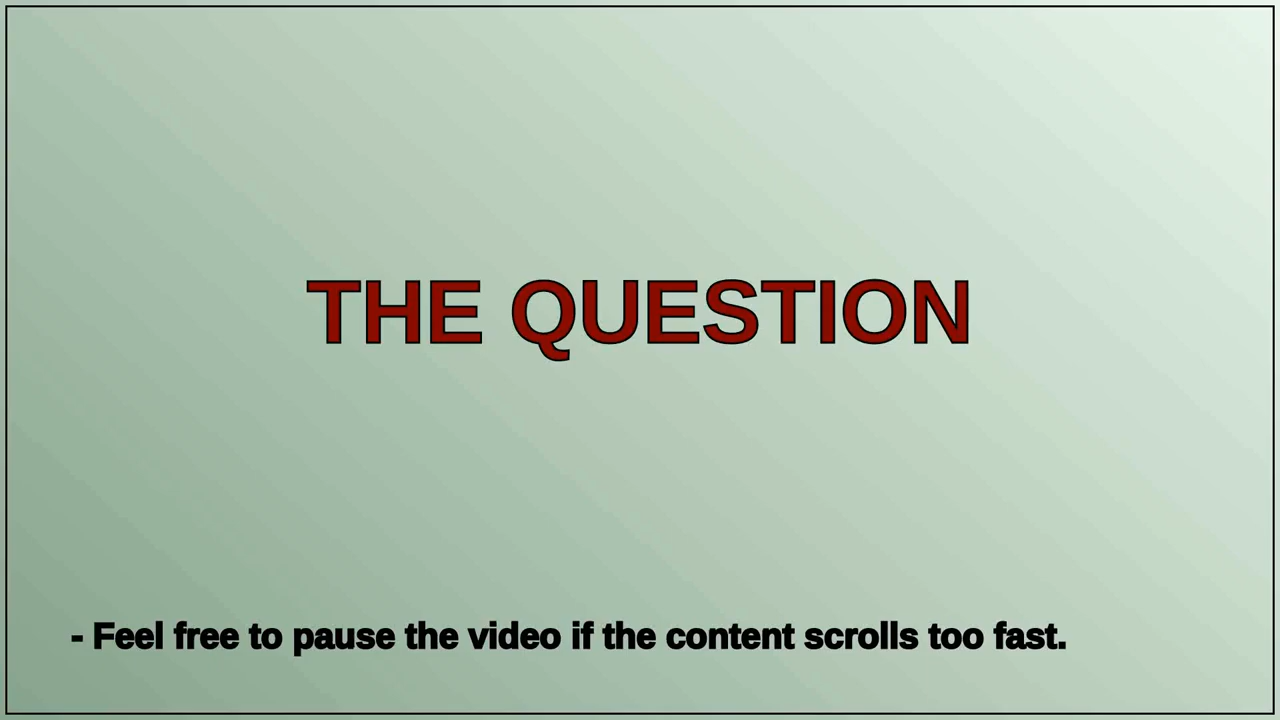 THE QUESTION
- Feel free to pause the video if the content scrolls too fast.